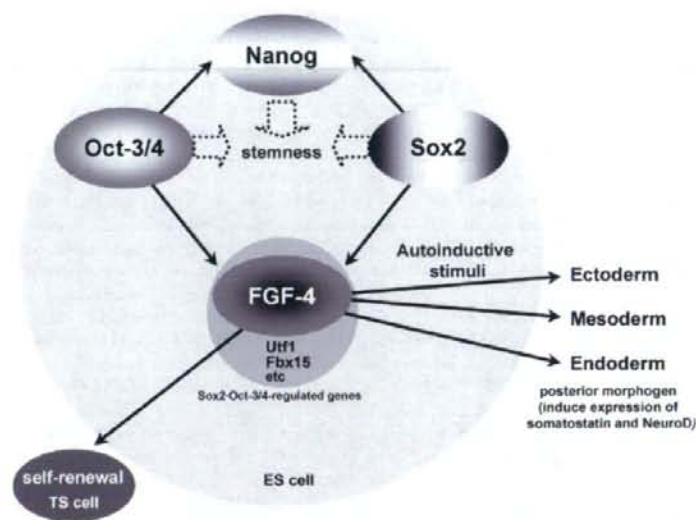 Nanog
Oct-3/4
stemness
Sox2
Autoinductive
stimuli
FGF-4
Ectoderm
Mesoderm
Endoderm
Utf1
Fbx15
etc
Sox2-Oct-3/4-regulated genes
posterior morphogen
(induce expression of
somatostatin and NeuroD)
self-renewal
TS cell
ES cell